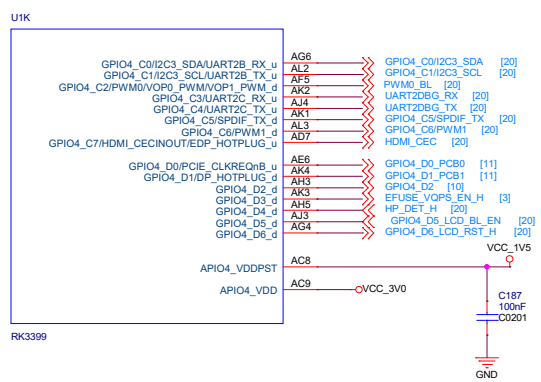 U1K
GPIO4_C0/I2C3_SDA/UART2B_RX_u AG6 GPIO4_C0/I2C3_SDA [20]
GPIO4_C1/I2C3_SCL/UART2B_TX_u AL2 GPIO4_C1/I2C3_SCL [20]
GPIO4_C2/PWM0/VOP0_PWM/VOP1_PWM_d AF5 PWM0_BL [20]
GPIO4_C3/UART2C_RX_u AK2 UART2DBG_RX [20]
GPIO4_C4/UART2C_TX_u AJ4 UART2DBG_TX [20]
GPIO4_C5/SPDIF_TX_d AK1 GPIO4_C5/SPDIF_TX [20]
GPIO4_C6/PWM1_d AL3 GPIO4_C6/PWM1 [20]
GPIO4_C7/HDMI_CECINOUT/EDP_HOTPLUG_u AD7 HDMI_CEC [20]
GPIO4_D0/PCIE_CLKREQnB_u AE6 GPIO4_D0_PCB0 [11]
GPIO4_D1/DP_HOTPLUG_d AK4 GPIO4_D1_PCB1 [11]
GPIO4_D2_d AH3 GPIO4_D2 [10]
GPIO4_D3_d AK3 EFUSE_VQPS_EN_H [3]
GPIO4_D4_d AH5 HP_DET_H [20]
GPIO4_D5_d AJ3 GPIO4_D5_LCD_BL_EN [20]
GPIO4_D6_d AG4 GPIO4_D6_LCD_RST_H [20]
VCC_1V5
APIO4_VDDPST AC8
APIO4_VDD AC9 VCC_3V0
C187
100nF
C0201
RK3399
GND